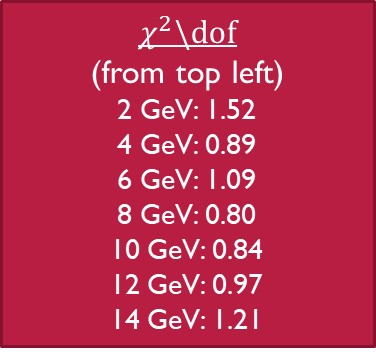 χ²\dof
(from top left)
2 GeV: 1.52
4 GeV: 0.89
6 GeV: 1.09
8 GeV: 0.80
10 GeV: 0.84
12 GeV: 0.97
14 GeV: 1.21